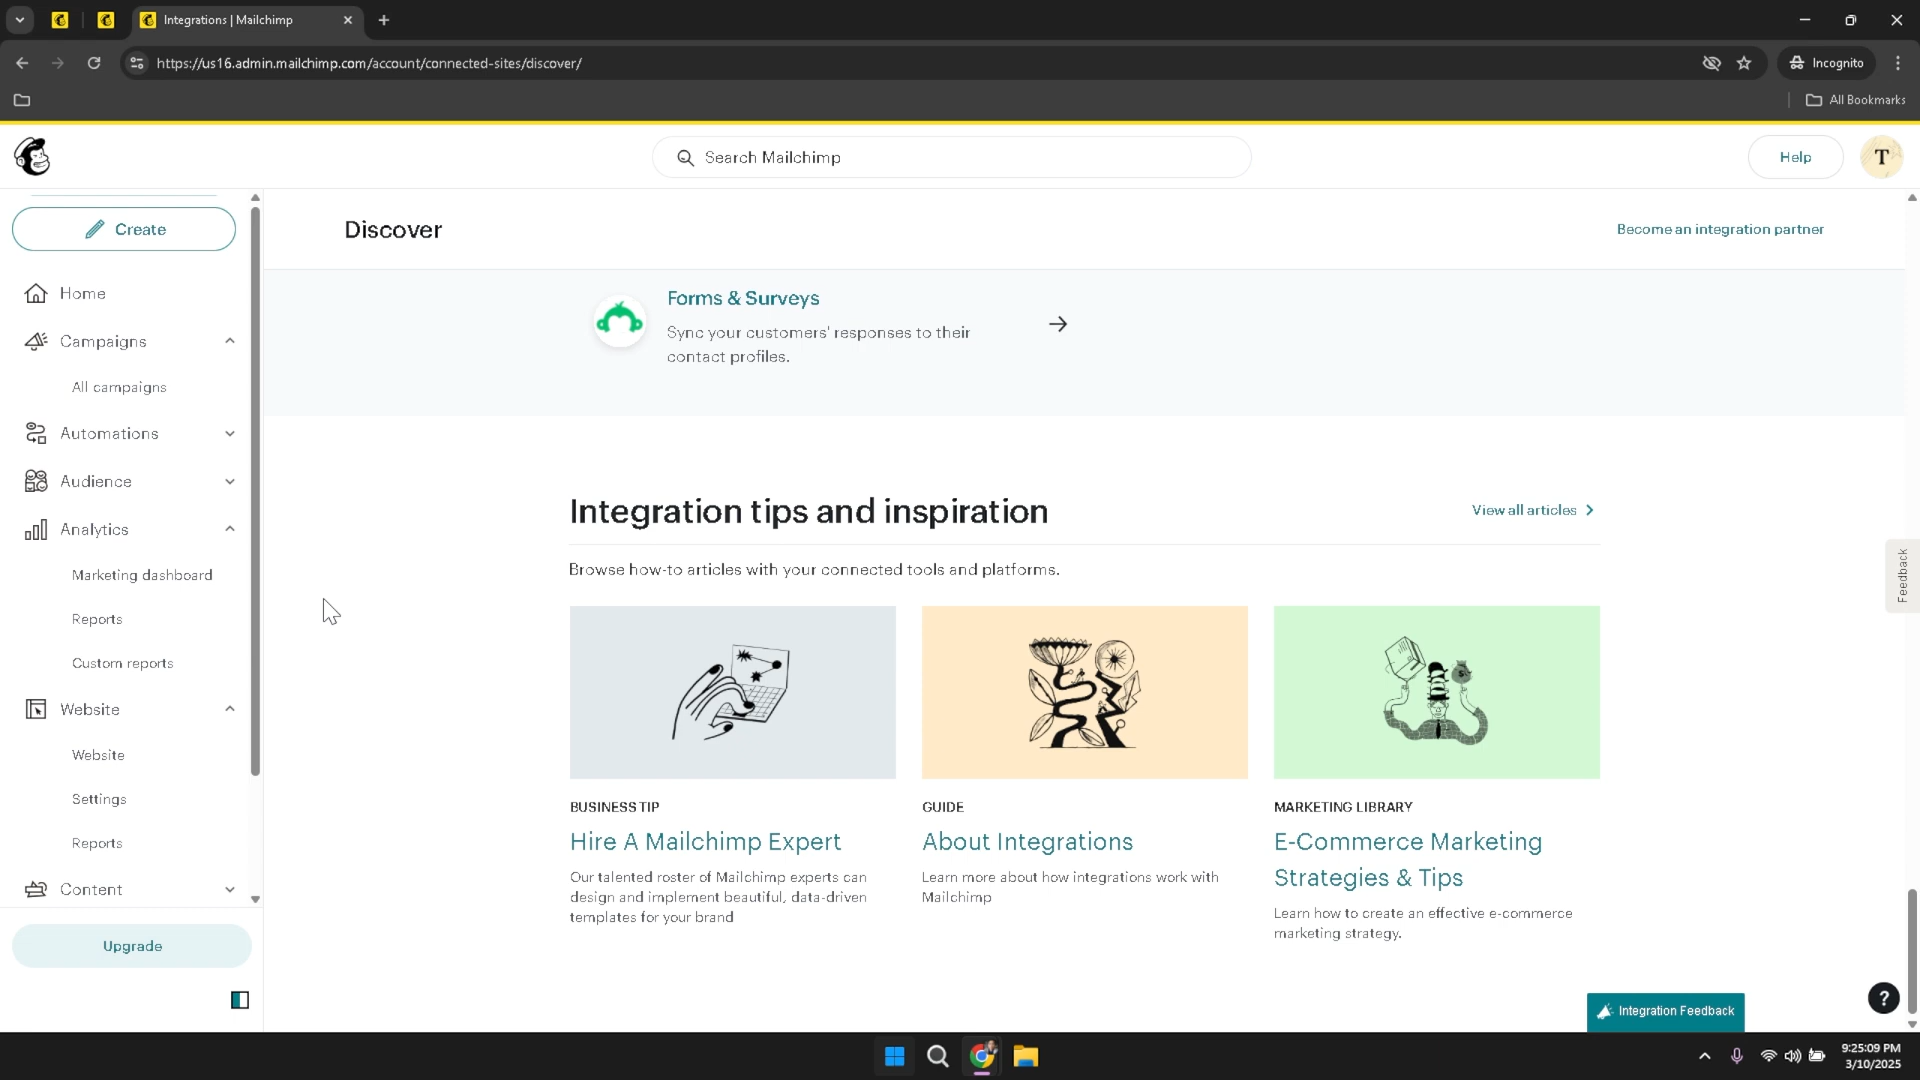 Integrations | Mailchimp
https://us16.admin.mailchimp.com/account/connected-sites/discover/
Incognito
All Bookmarks
Search Mailchimp
Help
T
Create
Home
Campaigns
All campaigns
Automations
Audience
Analytics
Marketing dashboard
Reports
Custom reports
Website
Website
Settings
Reports
Content
Upgrade
Discover
Become an integration partner
Forms & Surveys
Sync your customers' responses to their
contact profiles.
Integration tips and inspiration
View all articles
Browse how-to articles with your connected tools and platforms.
BUSINESS TIP
Hire A Mailchimp Expert
Our talented roster of Mailchimp experts can
design and implement beautiful, data-driven
templates for your brand
GUIDE
About Integrations
Learn more about how integrations work with
Mailchimp
MARKETING LIBRARY
E-Commerce Marketing
Strategies & Tips
Learn how to create an effective e-commerce
marketing strategy.
Feedback
Integration Feedback
?
9:25:09 PM
3/10/2025